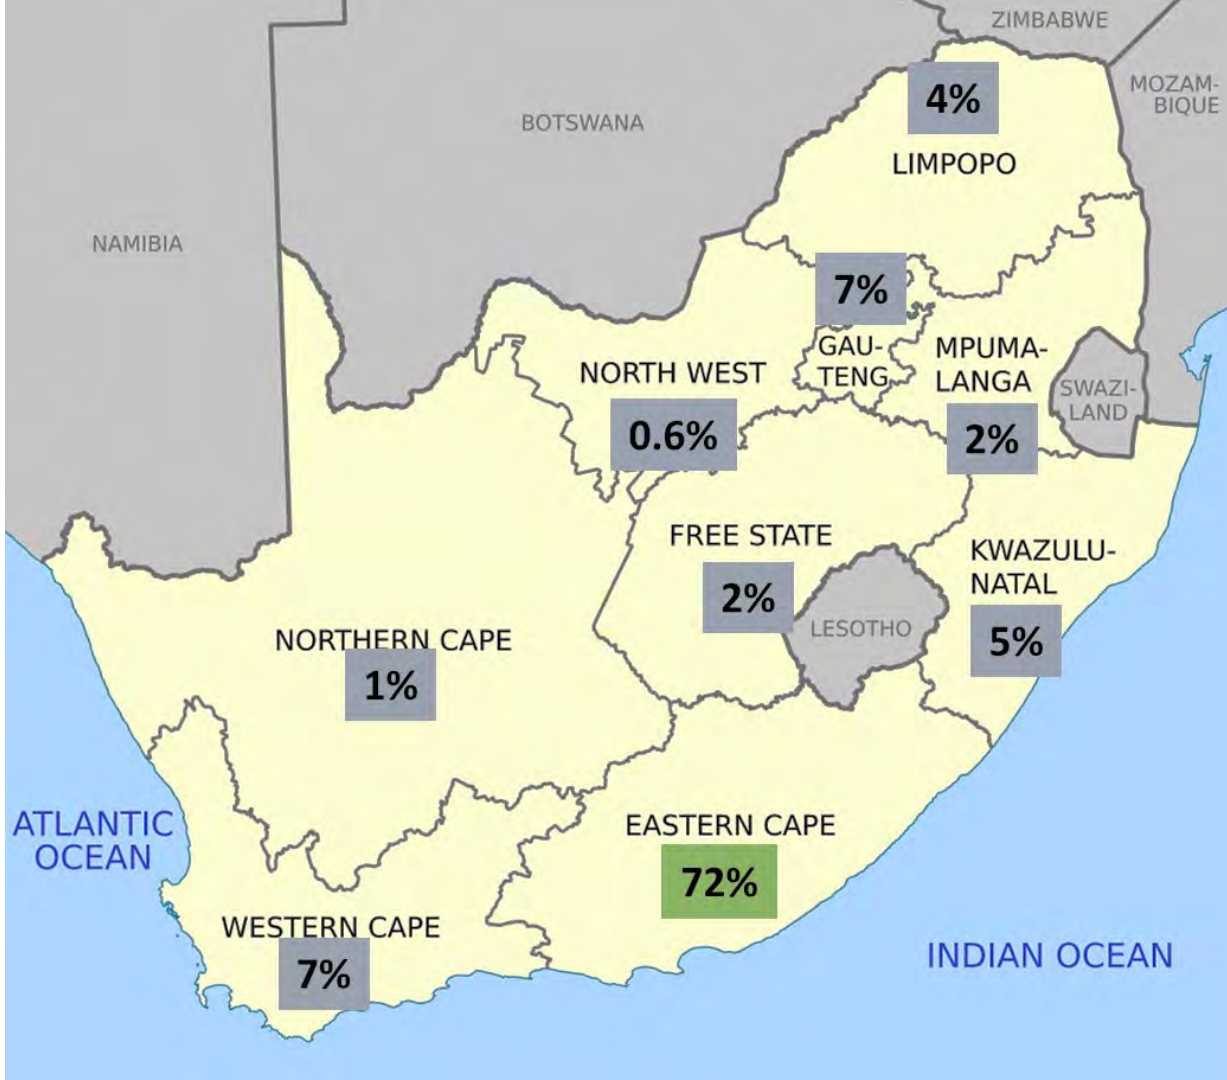 ZIMBABWE
4%
MOZAM-
BIQUE
BOTSWANA
LIMPOPO
NAMIBIA
7%
GAU-
TENG
MPUMA-
LANGA
NORTH WEST
SWAZI-
LAND
0.6%
2%
FREE STATE
KWAZULU-
NATAL
2%
LESOTHO
5%
NORTHERN CAPE
1%
ATLANTIC
OCEAN
EASTERN CAPE
72%
WESTERN CAPE
7%
INDIAN OCEAN